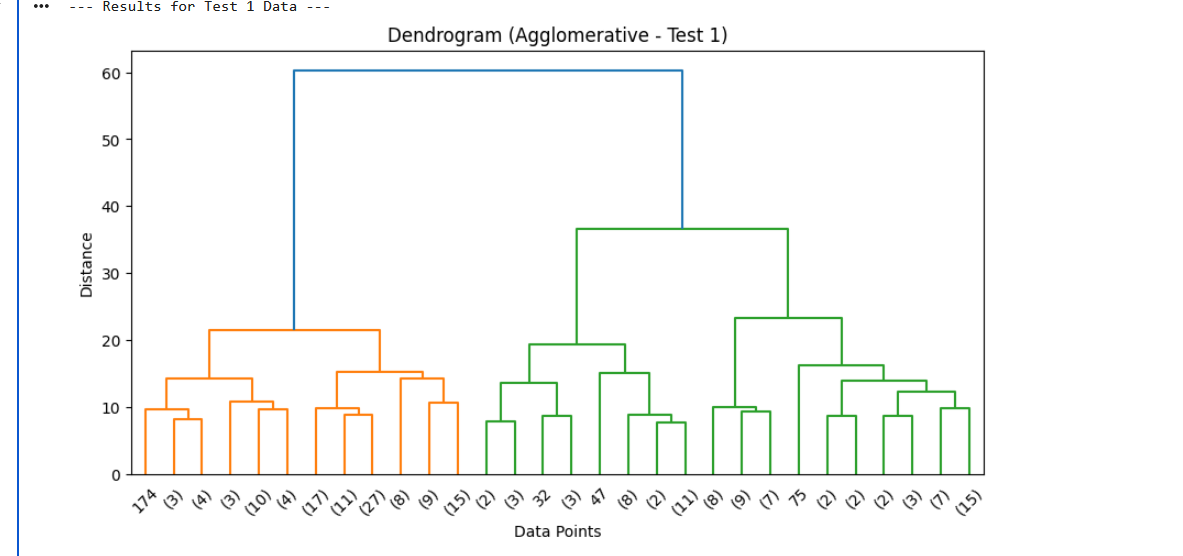 ••• --- Results for Test 1 Data ---
Dendrogram (Agglomerative - Test 1)
60
50
40
30
20
10
0
Distance
174 (3) (4) (3) (10) (4) (17) (11) (27) (8) (9) (15) (2) (3) 32 (3) 47 (8) (2) (11) (8) (9) (7) 75 (2) (2) (2) (3) (7) (15)
Data Points